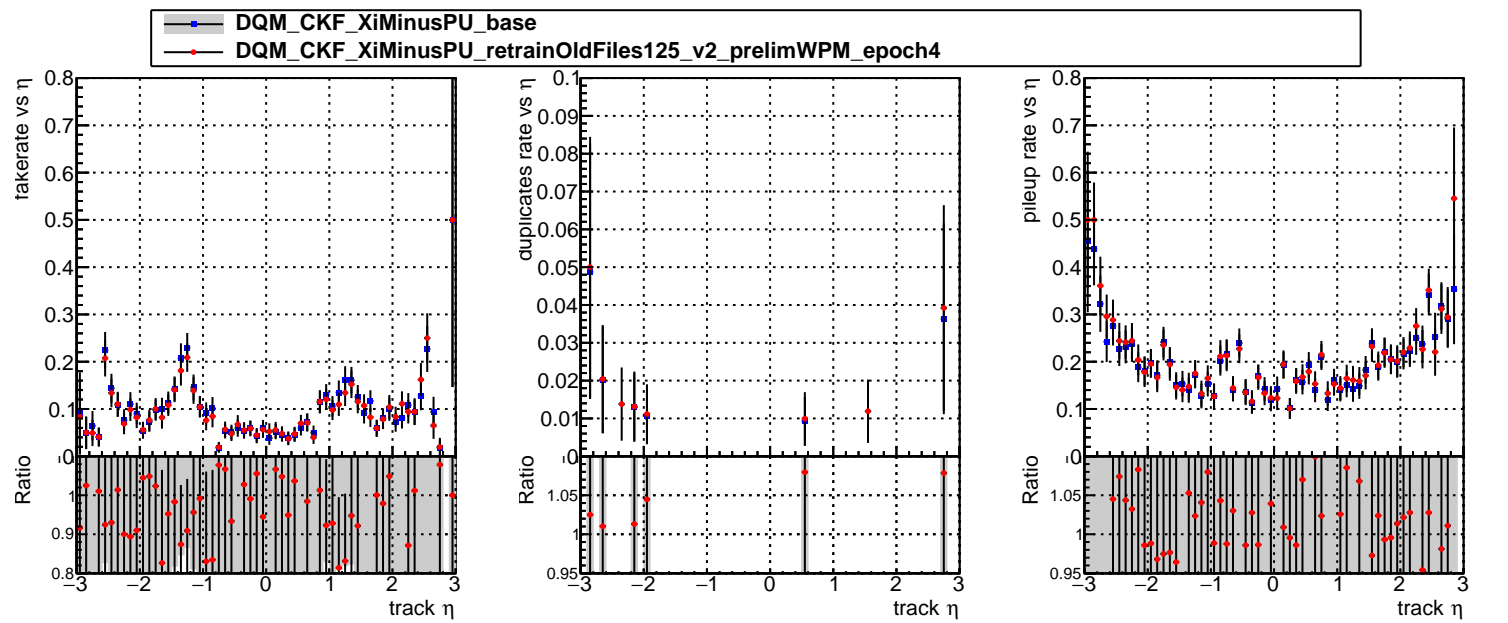 DQM_CKF_XiMinusPU_base
DQM_CKF_XiMinusPU_retrainOldFiles125_v2_prelimWPM_epoch4
fakerate vs η
0.8
0.7
0.6
0.5
0.4
0.3
0.2
0.1
0
Ratio
1
0.9
0.8
−3 −2 −1 0 1 2 3
track η
duplicates rate vs η
0.1
0.09
0.08
0.07
0.06
0.05
0.04
0.03
0.02
0.01
0
Ratio
1.05
1
0.95
−3 −2 −1 0 1 2 3
track η
pileup rate vs η
0.8
0.7
0.6
0.5
0.4
0.3
0.2
0.1
0
Ratio
1.05
1
0.95
−3 −2 −1 0 1 2 3
track η